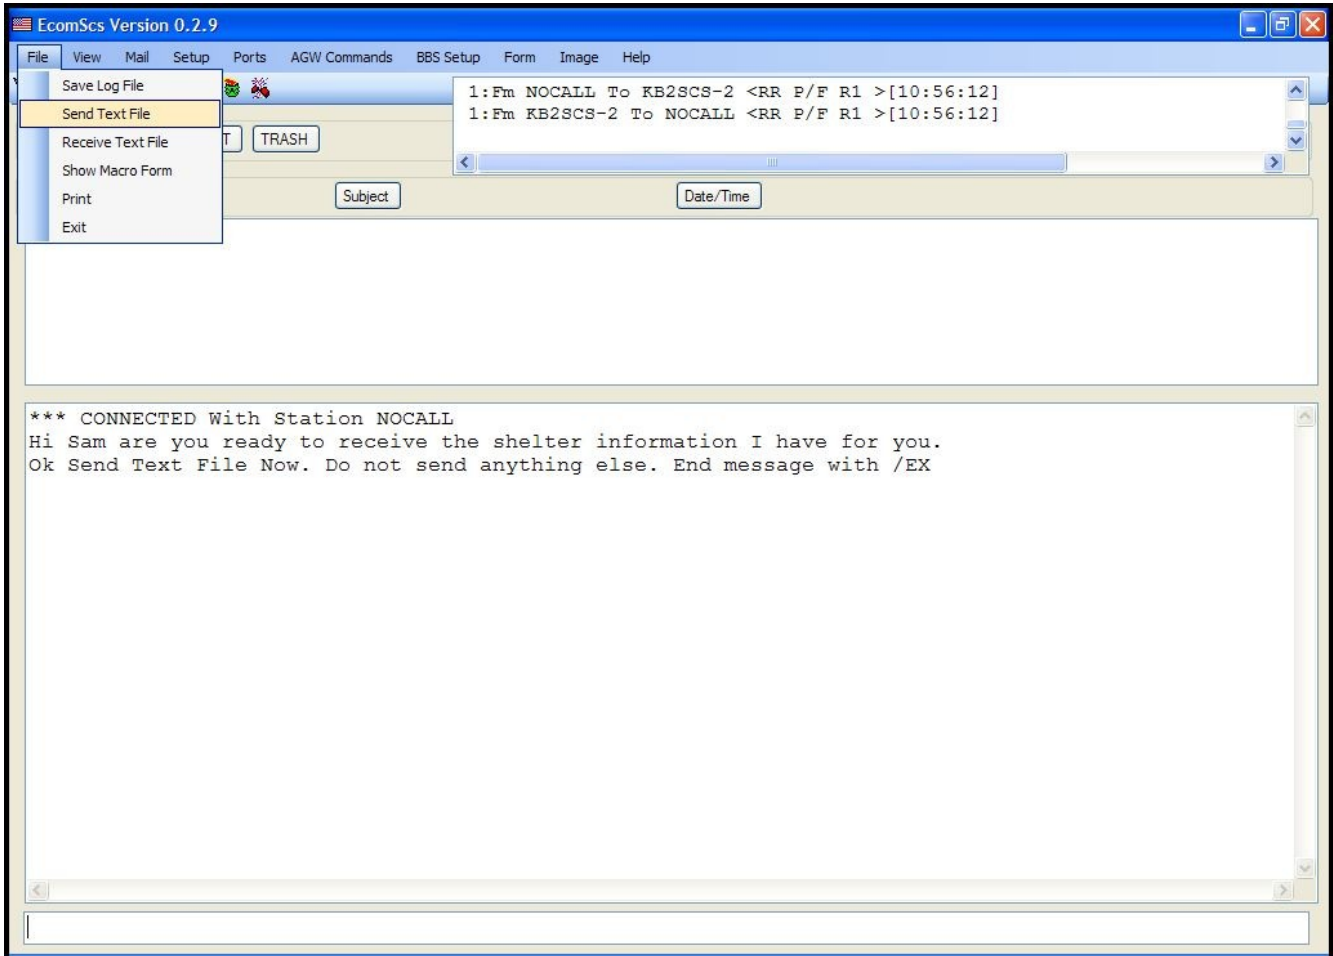 EcomScs Version 0.2.9
File View Mail Setup Ports AGW Commands BBS Setup Form Image Help
Save Log File
Send Text File
Receive Text File
Show Macro Form
Print
Exit
1:Fm NOCALL To KB2SCS-2 <RR P/F R1 >[10:56:12]
1:Fm KB2SCS-2 To NOCALL <RR P/F R1 >[10:56:12]
T TRASH
Subject Date/Time
*** CONNECTED With Station NOCALL
Hi Sam are you ready to receive the shelter information I have for you.
Ok Send Text File Now. Do not send anything else. End message with /EX